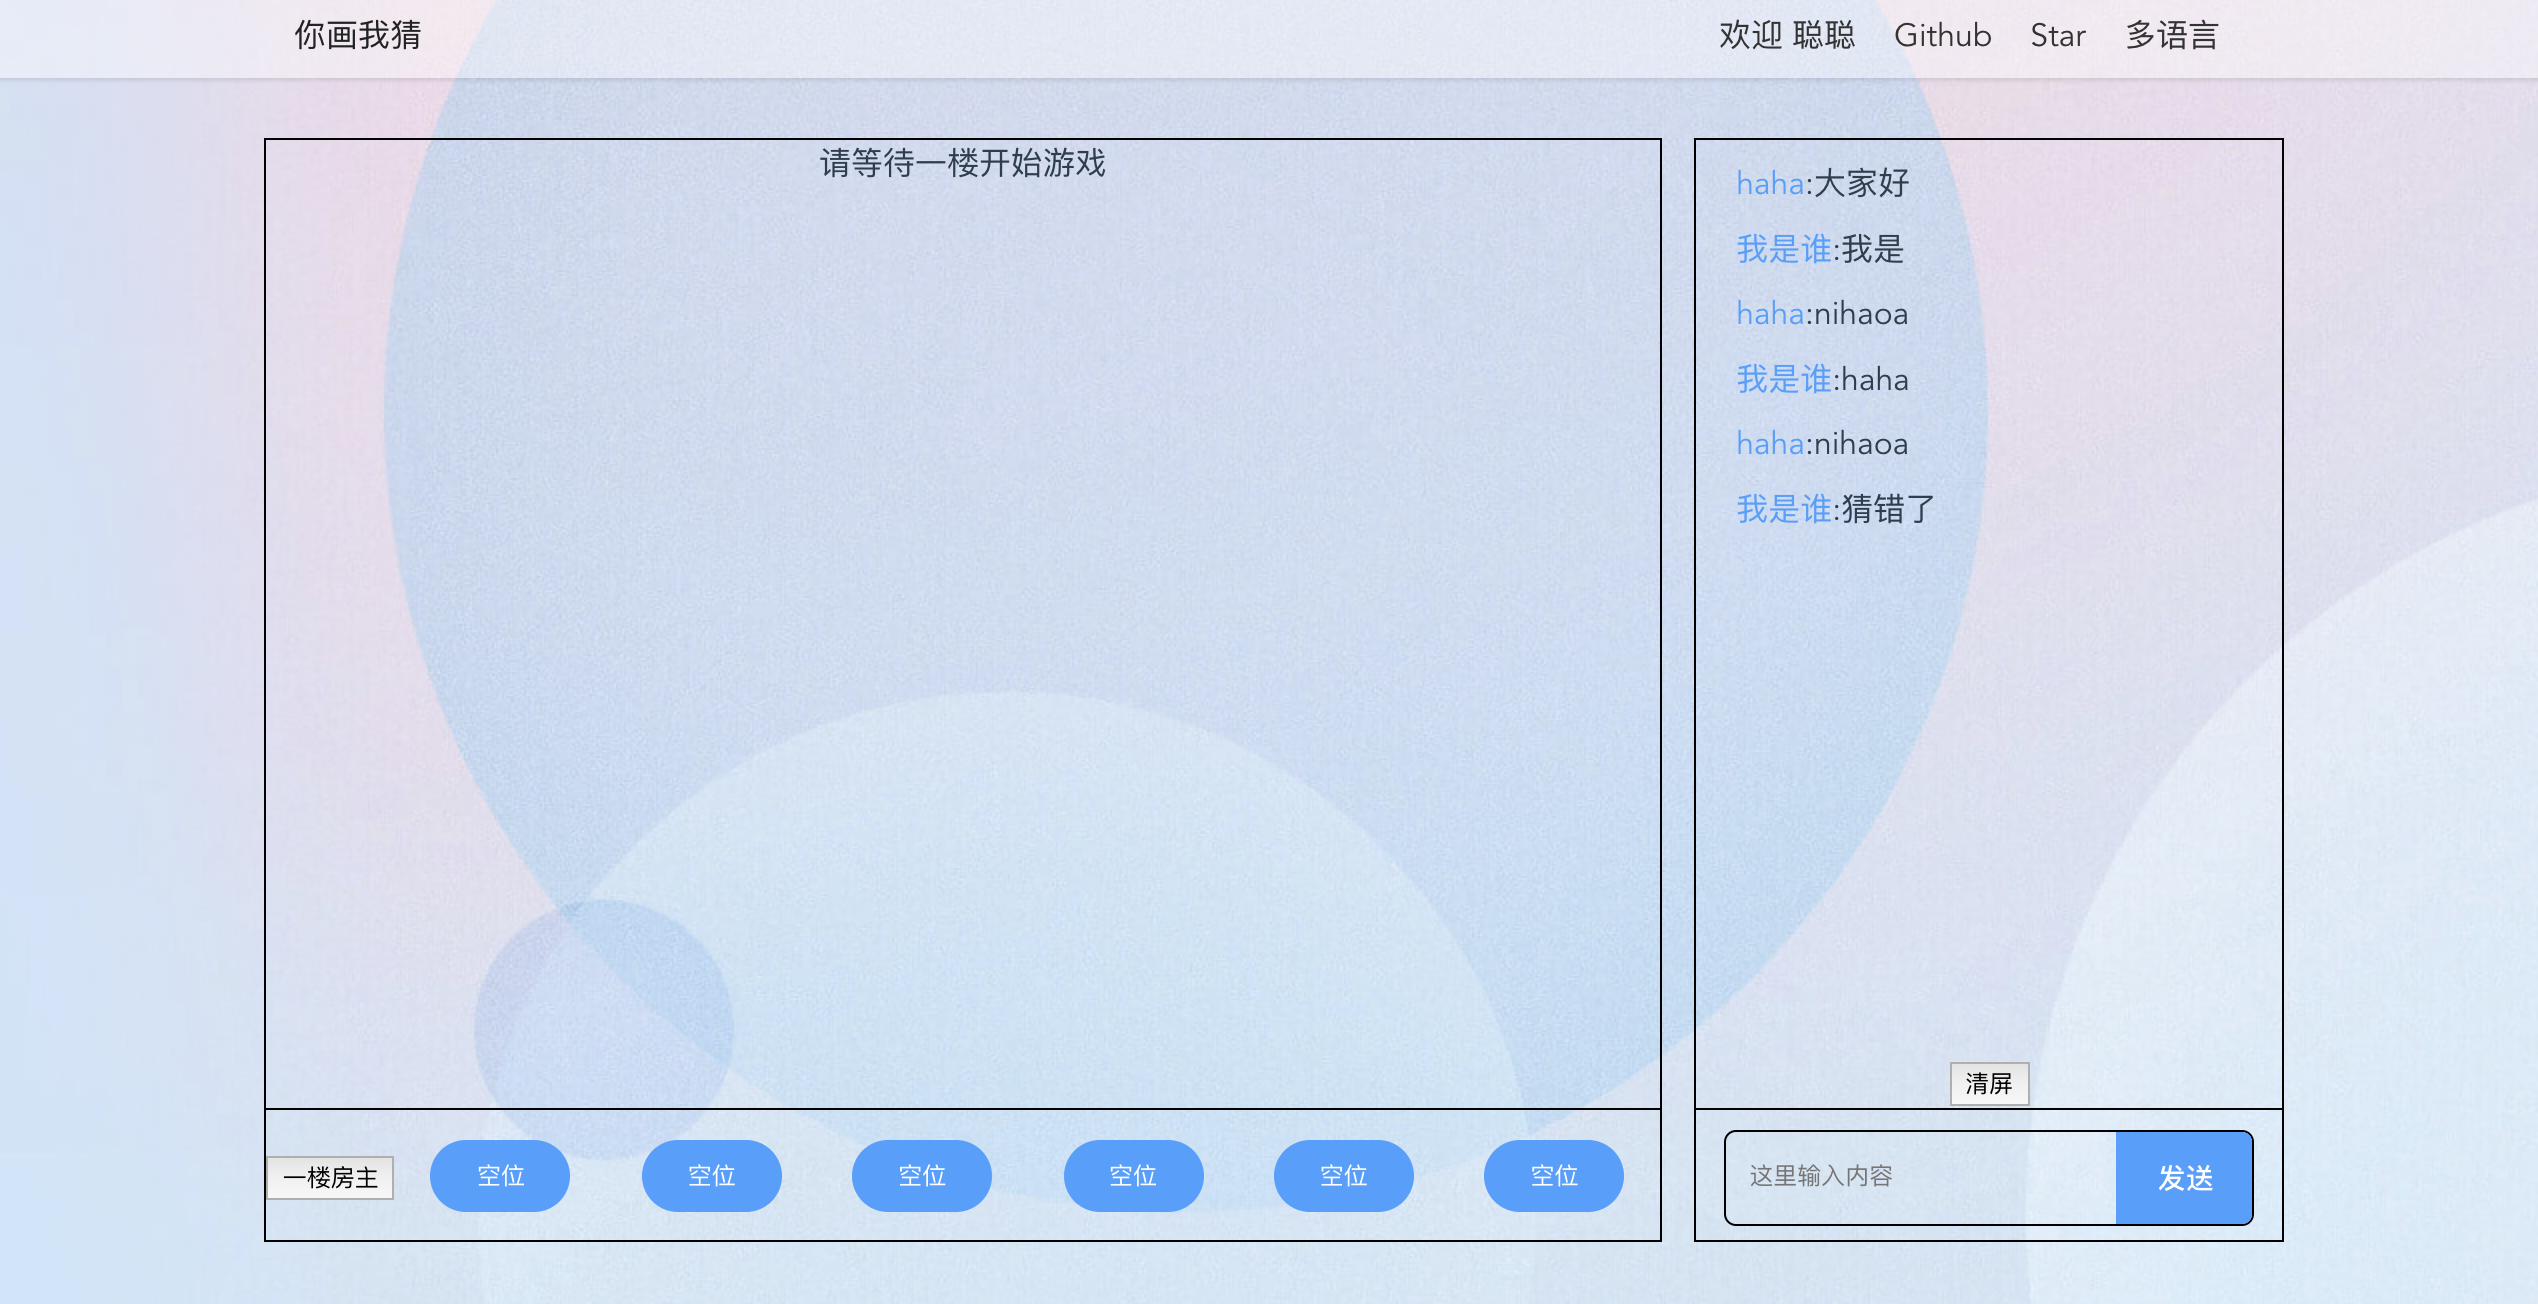 你画我猜
欢迎 聪聪 Github Star 多语言
请等待一楼开始游戏
haha:大家好
我是谁:我是
haha:nihaoa
我是谁:haha
haha:nihaoa
我是谁:猜错了
清屏
一楼房主 空位 空位 空位 空位 空位 空位
这里输入内容 发送